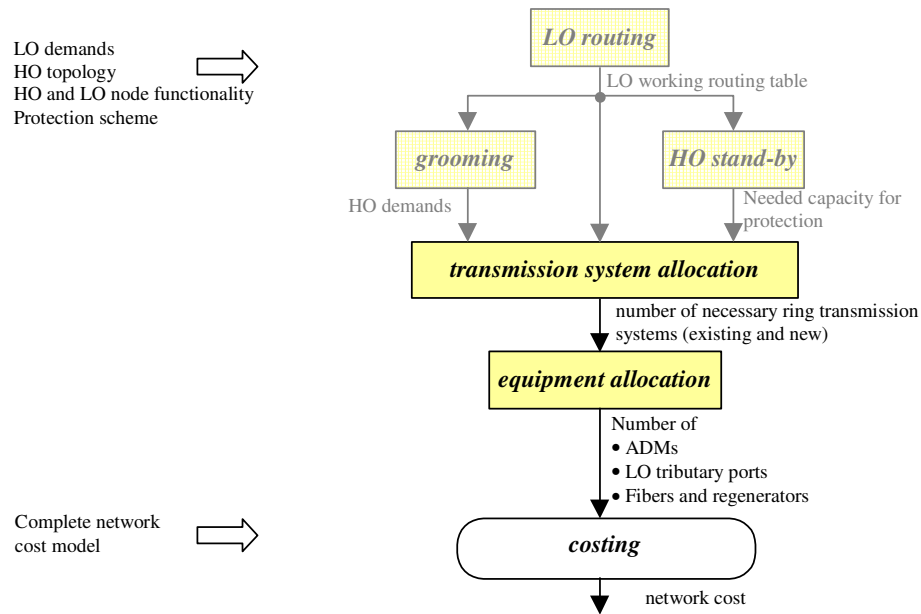 LO demands
HO topology
HO and LO node functionality
Protection scheme
LO routing
LO working routing table
grooming
HO stand-by
HO demands
Needed capacity for
protection
transmission system allocation
number of necessary ring transmission
systems (existing and new)
equipment allocation
Number of
• ADMs
• LO tributary ports
• Fibers and regenerators
Complete network
cost model
costing
network cost